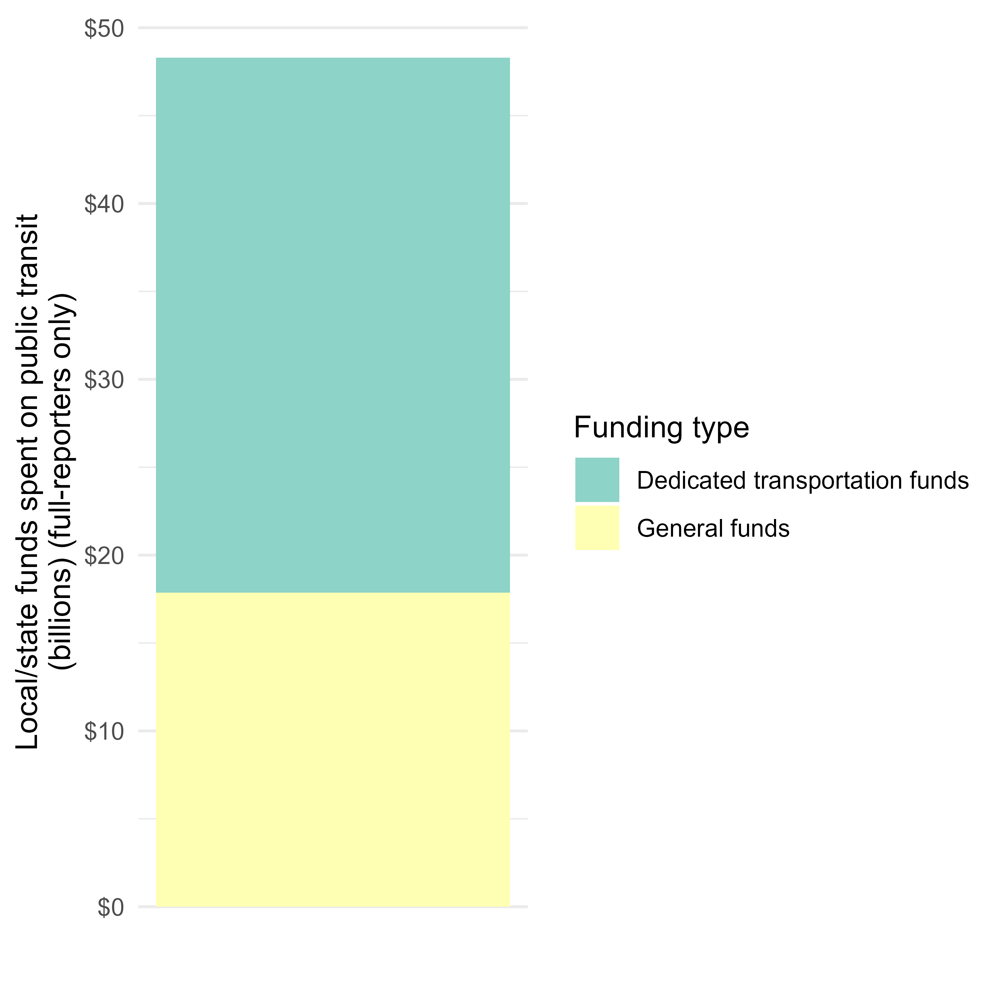 Local/state funds spent on public transit
(billions) (full-reporters only)
$50
$40
$30
$20
$10
$0
Funding type
Dedicated transportation funds
General funds